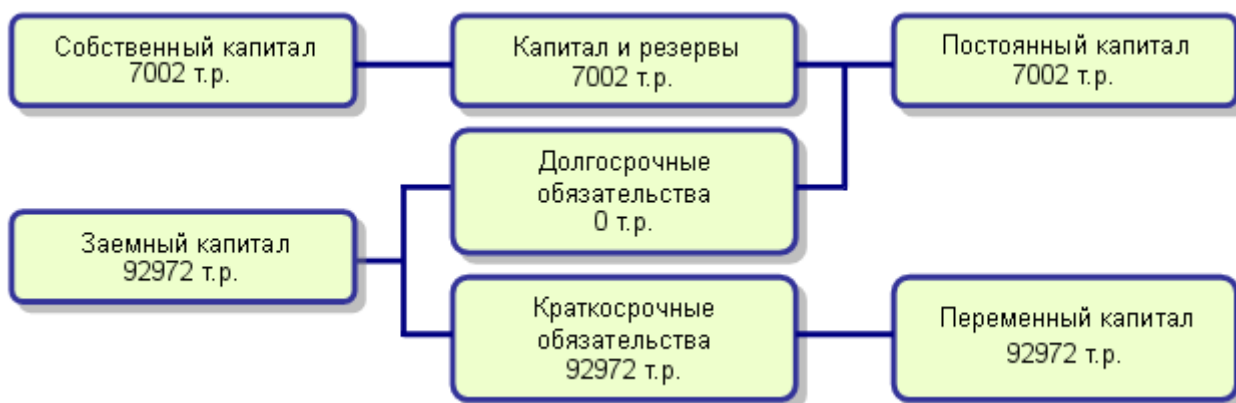 Собственный капитал
7002 т.р.
Капитал и резервы
7002 т.р.
Постоянный капитал
7002 т.р.
Долгосрочные
обязательства
0 т.р.
Заемный капитал
92972 т.р.
Краткосрочные
обязательства
92972 т.р.
Переменный капитал
92972 т.р.